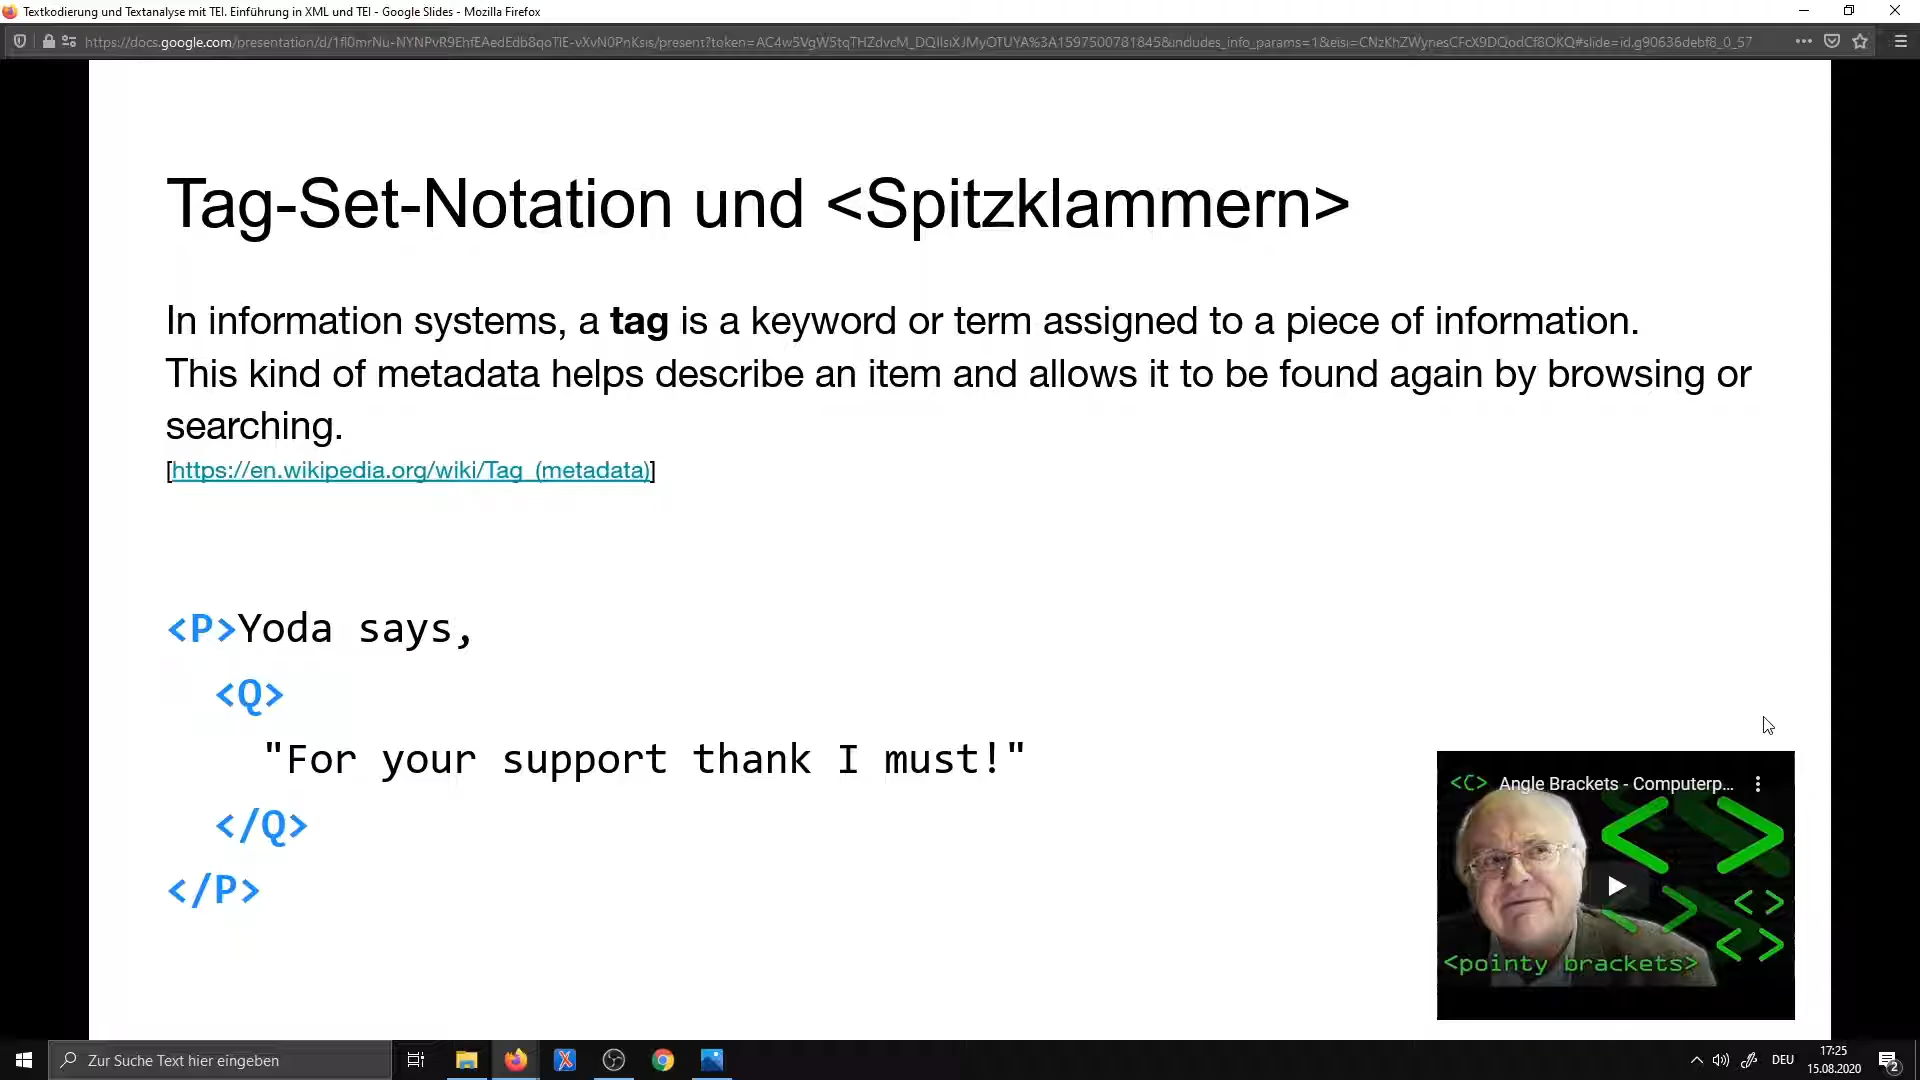 Textkodierung und Textanalyse mit TEI. Einführung in XML und TEI - Google Slides - Mozilla Firefox
Tag-Set-Notation und <Spitzklammern>
In information systems, a tag is a keyword or term assigned to a piece of information.
This kind of metadata helps describe an item and allows it to be found again by browsing or
searching.
[https://en.wikipedia.org/wiki/Tag_(metadata)]
<P>Yoda says,
<Q>
"For your support thank I must!"
</Q>
</P>
<C> Angle Brackets - Computerp...
<pointy brackets>
Zur Suche Text hier eingeben
DEU
17:25
15.08.2020
2